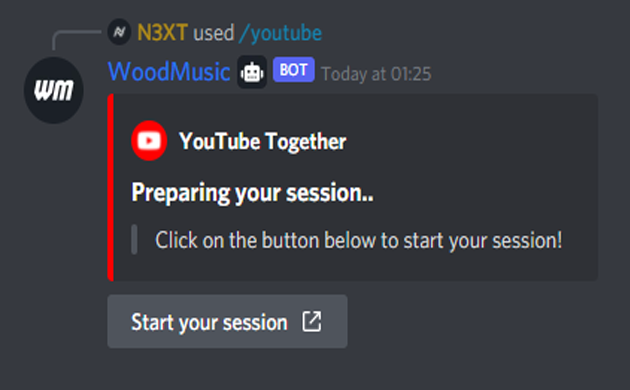 N3XT used /youtube
WoodMusic BOT Today at 01:25
wm
YouTube Together
Preparing your session..
Click on the button below to start your session!
Start your session